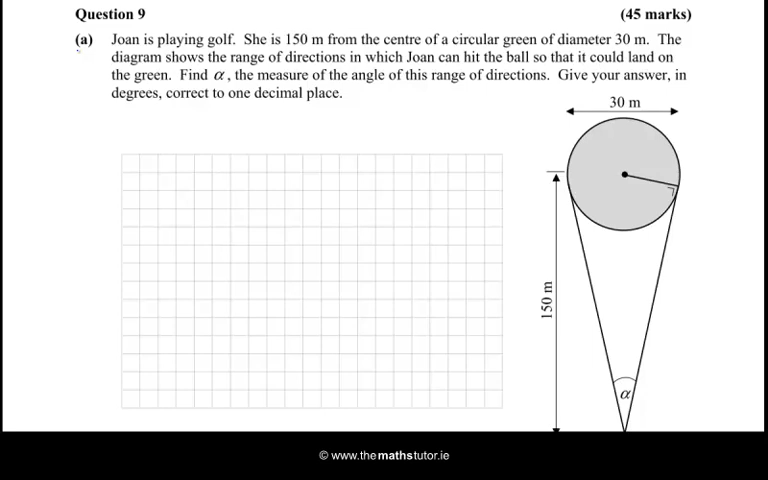 Question 9 (45 marks)
(a) Joan is playing golf. She is 150 m from the centre of a circular green of diameter 30 m. The
diagram shows the range of directions in which Joan can hit the ball so that it could land on
the green. Find α, the measure of the angle of this range of directions. Give your answer, in
degrees, correct to one decimal place.
30 m
150 m
α
© www.themathstutor.ie